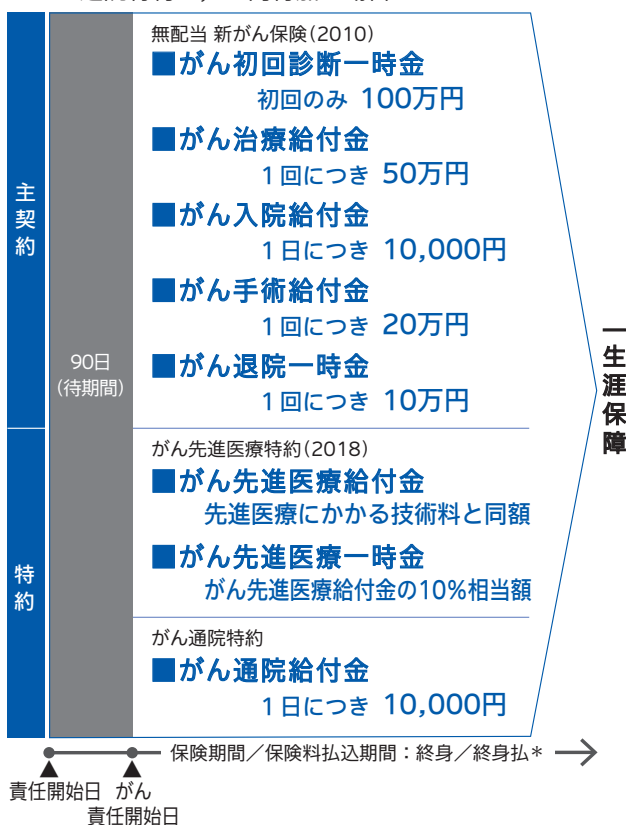 無配当 新がん保険(2010)
■がん初回診断一時金
初回のみ 100万円
■がん治療給付金
1回につき 50万円
■がん入院給付金
1日につき 10,000円
■がん手術給付金
1回につき 20万円
■がん退院一時金
1回につき 10万円
主契約
90日
(待期間)
がん先進医療特約(2018)
■がん先進医療給付金
先進医療にかかる技術料と同額
■がん先進医療一時金
がん先進医療給付金の10%相当額
特約
がん通院特約
■がん通院給付金
1日につき 10,000円
一生涯保障
保険期間/保険料払込期間:終身/終身払*
責任開始日
がん
責任開始日